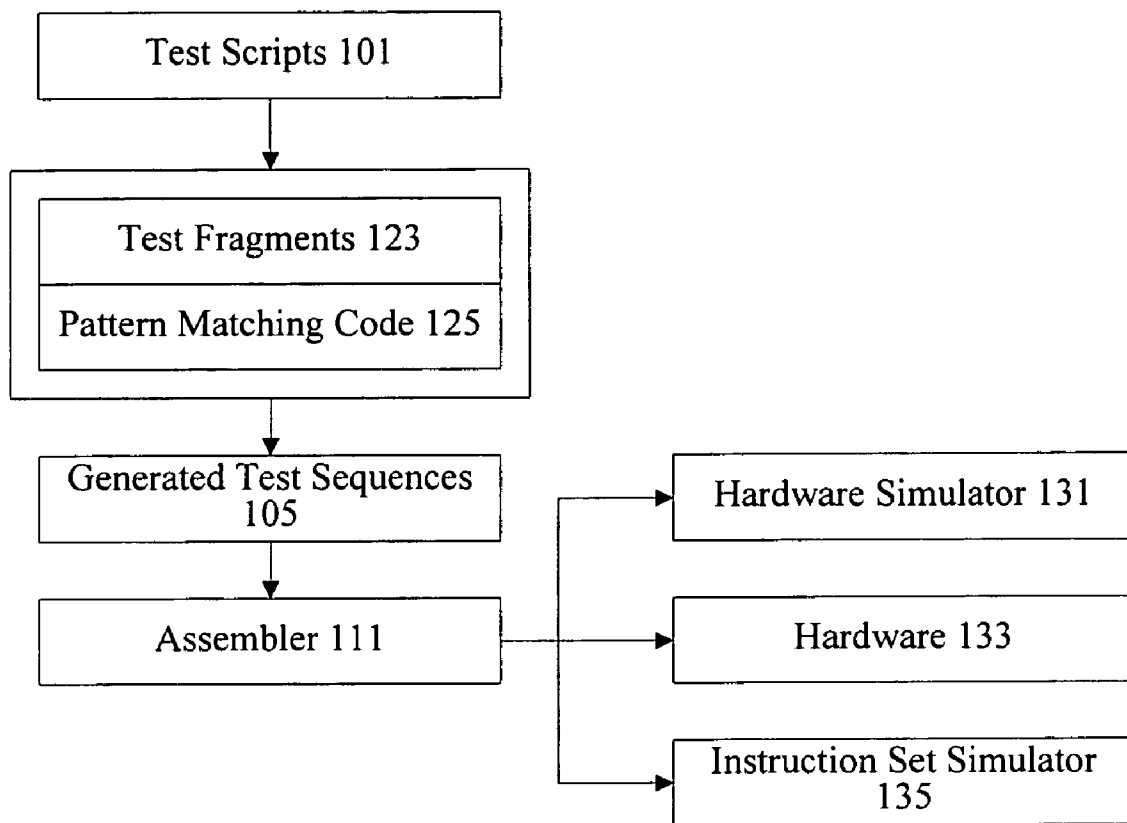 Test Scripts 101
Test Fragments 123
Pattern Matching Code 125
Generated Test Sequences
105
Assembler 111
Hardware Simulator 131
Hardware 133
Instruction Set Simulator
135